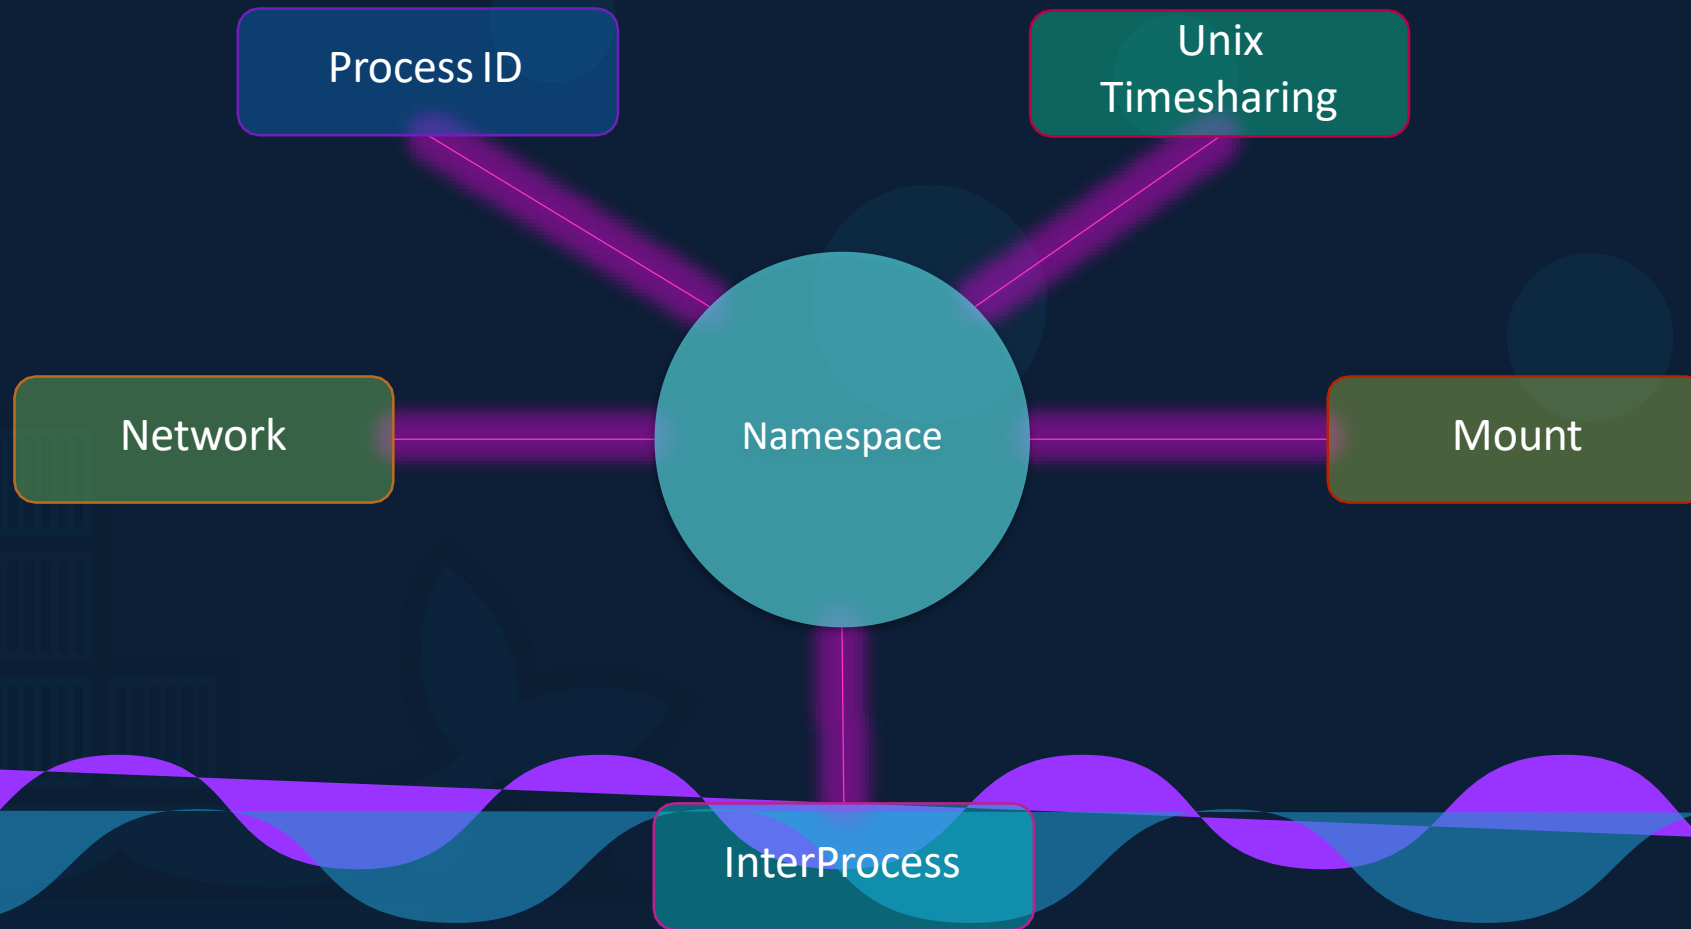 Process ID
Unix
Timesharing
Network
Namespace
Mount
InterProcess